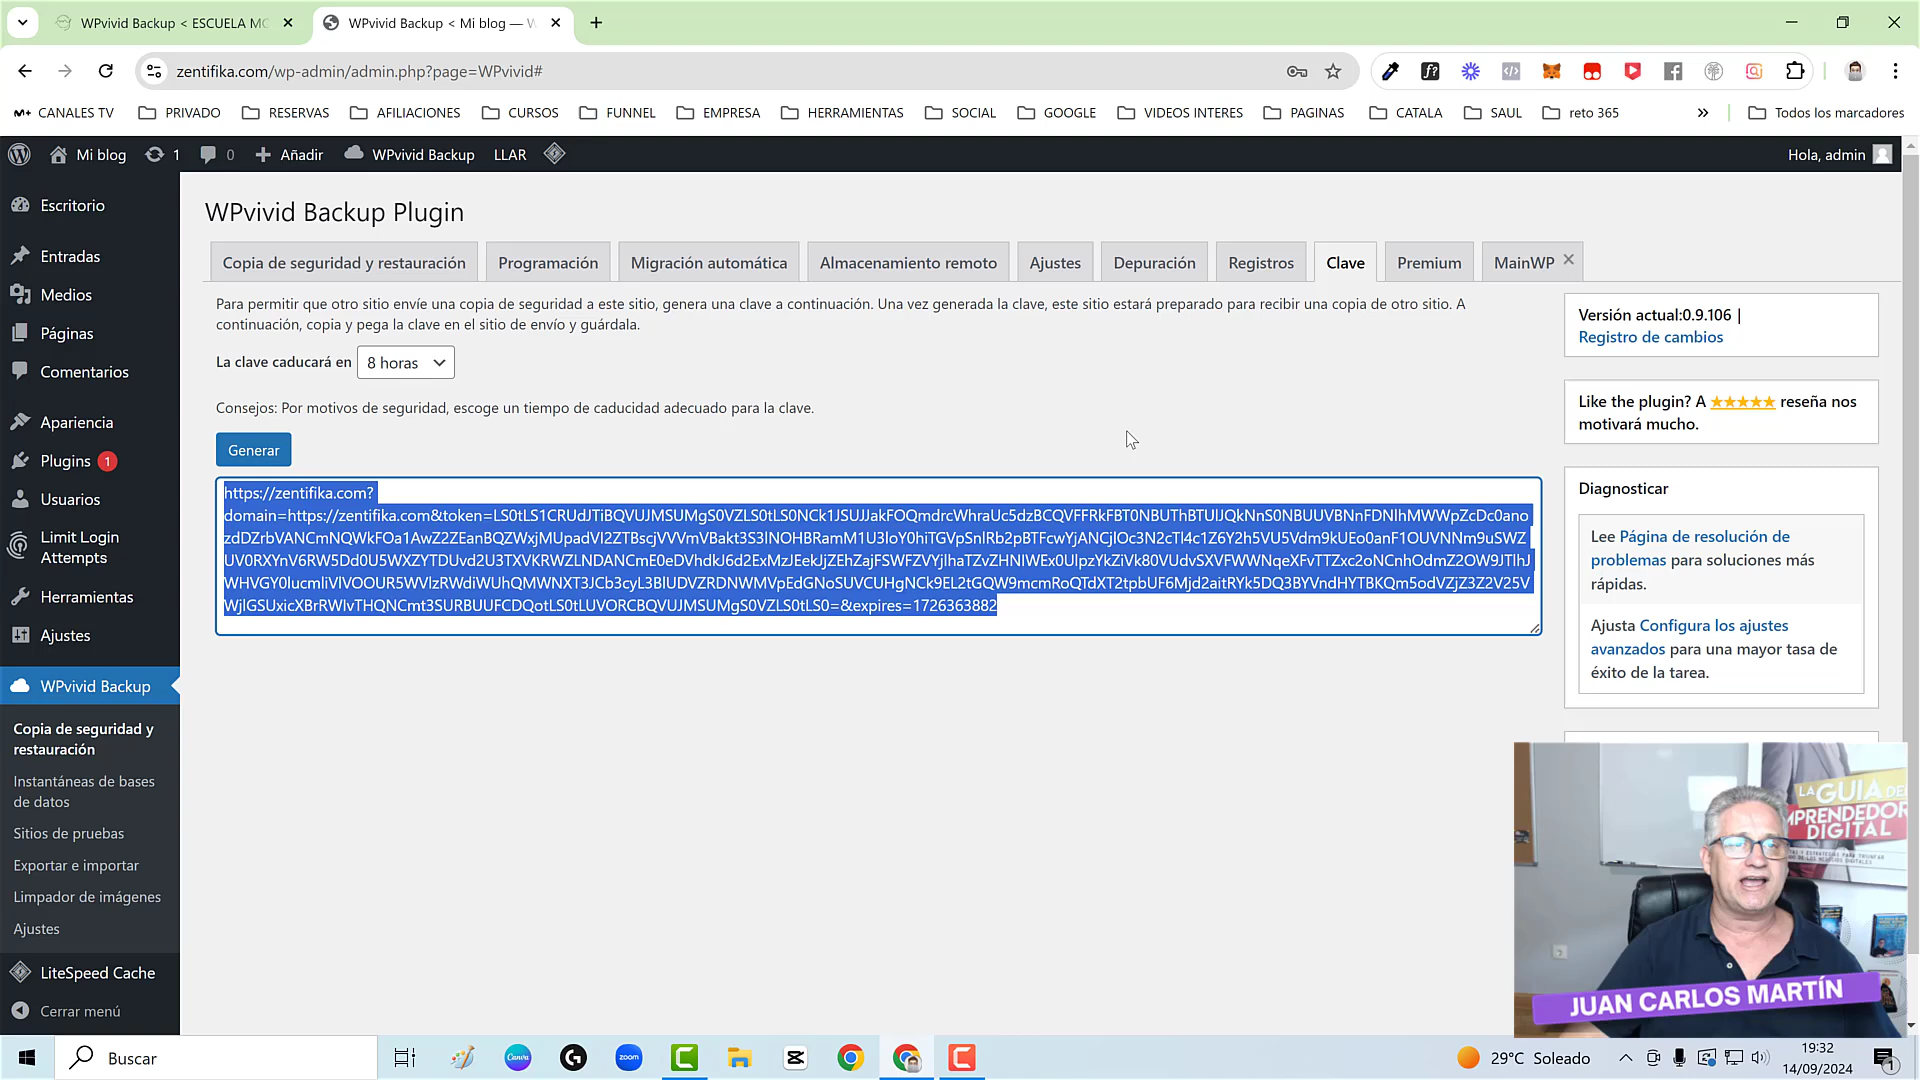 WPvivid Backup < ESCUELA MC
WPvivid Backup < Mi blog — W
zentifika.com/wp-admin/admin.php?page=WPvivid#
CANALES TV
PRIVADO
RESERVAS
AFILIACIONES
CURSOS
FUNNEL
EMPRESA
HERRAMIENTAS
SOCIAL
GOOGLE
VIDEOS INTERES
PAGINAS
CATALA
SAUL
reto 365
»
Todos los marcadores
Mi blog
1
0
Añadir
WPvivid Backup
LLAR
Hola, admin
Escritorio
Entradas
Medios
Páginas
Comentarios
Apariencia
Plugins 1
Usuarios
Limit Login
Attempts
Herramientas
Ajustes
WPvivid Backup
Copia de seguridad y
restauración
Instantáneas de bases
de datos
Sitios de pruebas
Exportar e importar
Limpador de imágenes
Ajustes
LiteSpeed Cache
Cerrar menú
WPvivid Backup Plugin
Copia de seguridad y restauración
Programación
Migración automática
Almacenamiento remoto
Ajustes
Depuración
Registros
Clave
Premium
MainWP
Para permitir que otro sitio envíe una copia de seguridad a este sitio, genera una clave a continuación. Una vez generada la clave, este sitio estará preparado para recibir una copia de otro sitio. A
continuación, copia y pega la clave en el sitio de envío y guárdala.
La clave caducará en 8 horas
Consejos: Por motivos de seguridad, escoge un tiempo de caducidad adecuado para la clave.
Generar
https://zentifika.com?
&expires=1726363882
Versión actual:0.9.106 |
Registro de cambios
Like the plugin? A ★★★★★ reseña nos
motivará mucho.
Diagnosticar
Lee Página de resolución de
problemas para soluciones más
rápidas.
Ajusta Configura los ajustes
avanzados para una mayor tasa de
éxito de la tarea.
LA GUIA DEL
EMPRENDEDOR
DIGITAL
JUAN CARLOS MARTÍN
Buscar
Canva
zoom
29°C Soleado
19:32
14/09/2024
1